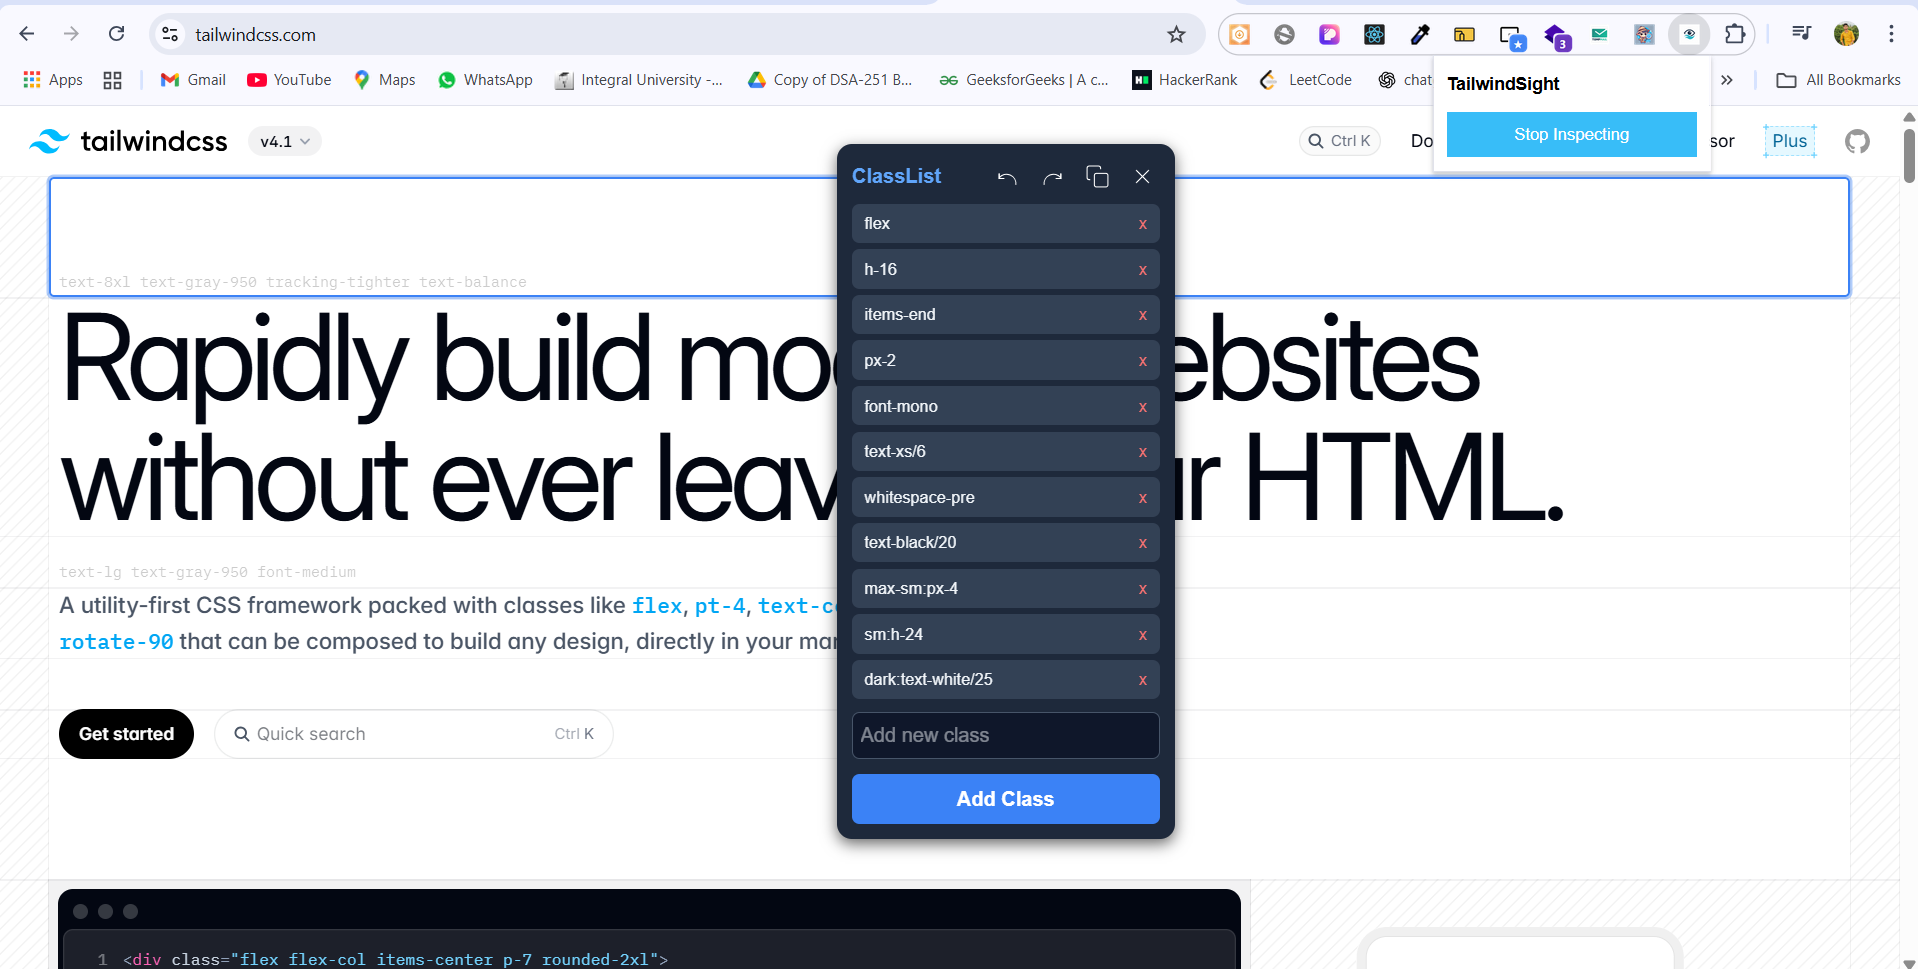 tailwindcss.com
3
Apps
Gmail
YouTube
Maps
WhatsApp
Integral University -...
Copy of DSA-251 B...
GeeksforGeeks | A c...
HackerRank
LeetCode
chat
All Bookmarks
TailwindSight
Stop Inspecting
tailwindcss
v4.1
Ctrl K
Do
sor
Plus
ClassList
flex x
h-16 x
items-end x
px-2 x
font-mono x
text-xs/6 x
whitespace-pre x
text-black/20 x
max-sm:px-4 x
sm:h-24 x
dark:text-white/25 x
Add new class
Add Class
text-8xl text-gray-950 tracking-tighter text-balance
Rapidly build mo ebsites
without ever leav ur HTML.
text-lg text-gray-950 font-medium
A utility-first CSS framework packed with classes like flex, pt-4, text-c
rotate-90 that can be composed to build any design, directly in your mar
Get started
Quick search Ctrl K
1 <div class="flex flex-col items-center p-7 rounded-2xl">